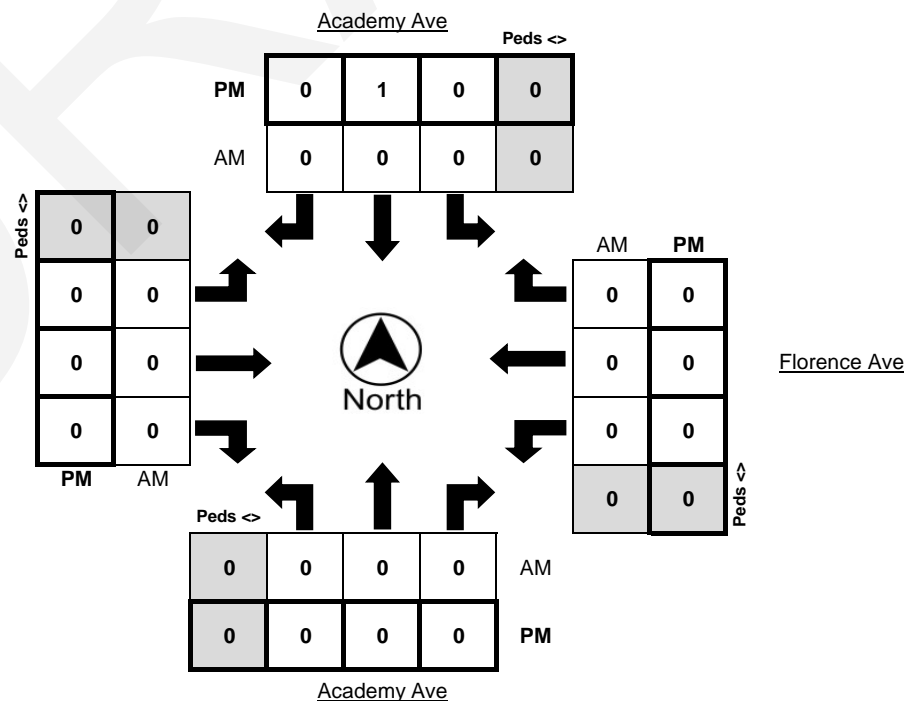 Academy Ave
Peds <>
PM 0 1 0 0
AM 0 0 0 0
Peds <> 0 0
AM PM
0 0
0 0
0 0
0 0
0 0
0 0
Florence Ave
0 0
PM AM
North
0 0 Peds <>
Peds <>
0 0 0 0 AM
0 0 0 0 PM
Academy Ave